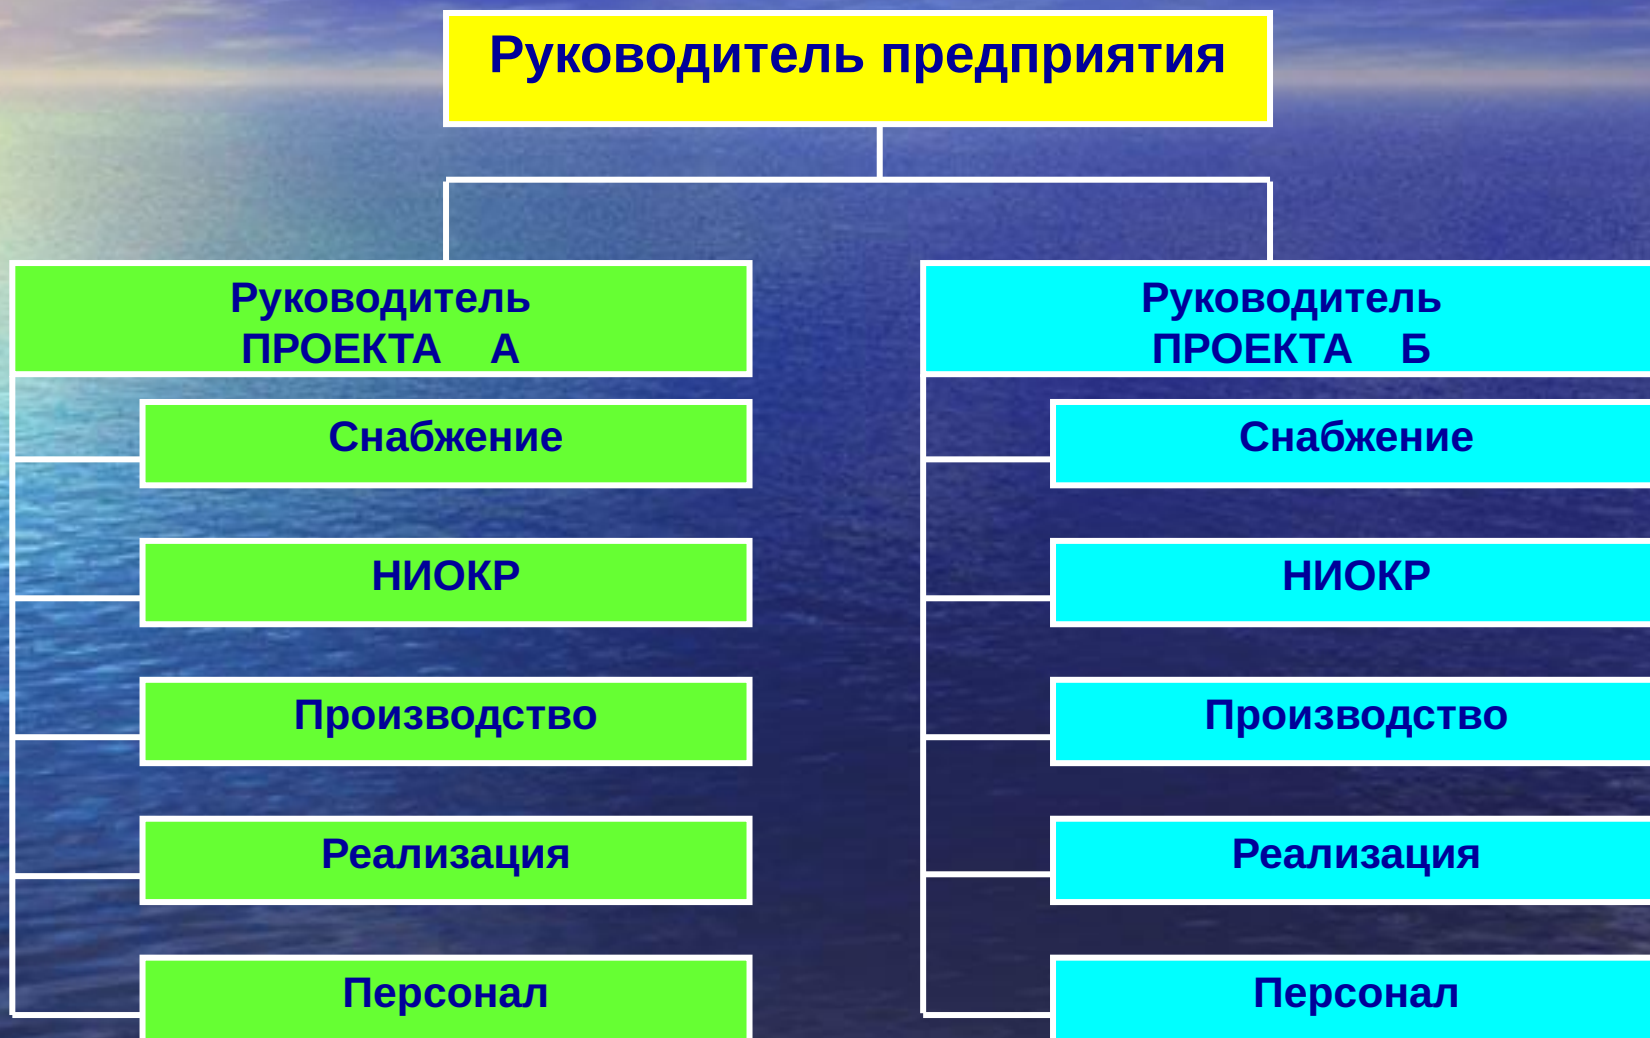 Руководитель предприятия
Руководитель
ПРОЕКТА А
Снабжение
НИОКР
Производство
Реализация
Персонал
Руководитель
ПРОЕКТА Б
Снабжение
НИОКР
Производство
Реализация
Персонал